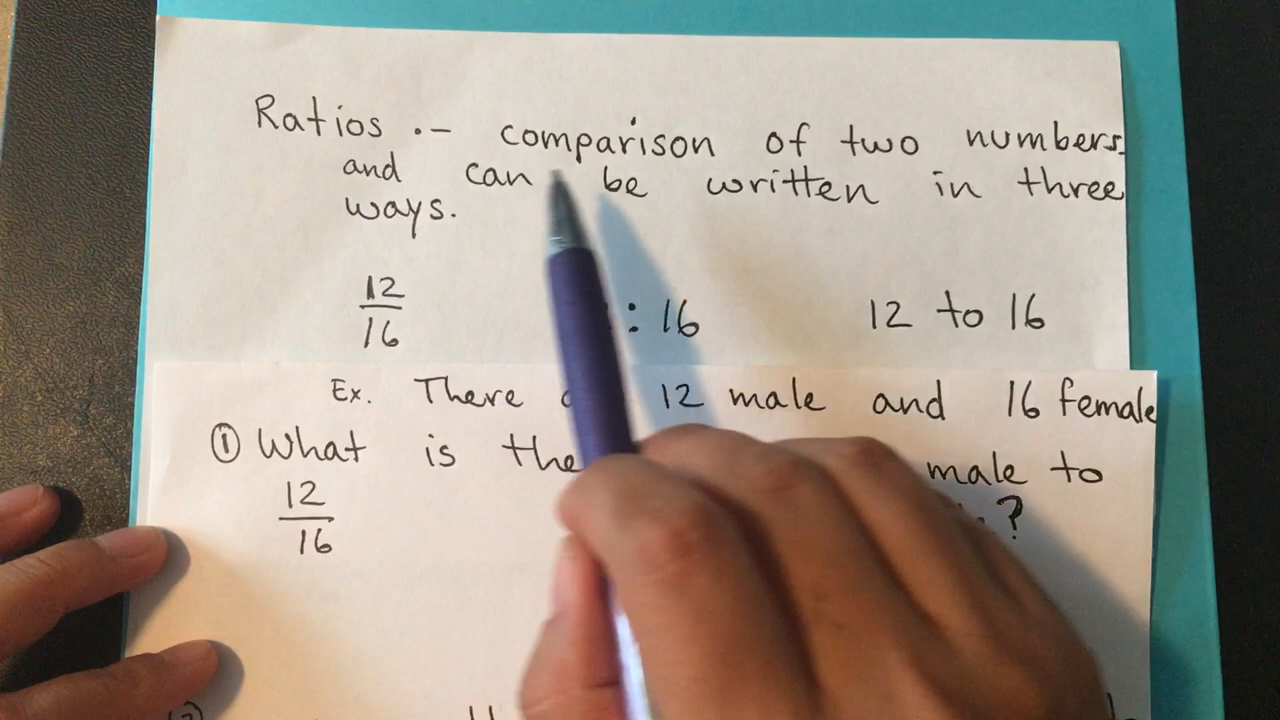 Ratios :- comparison of two numbers.
and can be written in three
ways.
12/16 : 16 12 to 16
Ex. There 12 male and 16 female
① What is the male to
12/16 ?